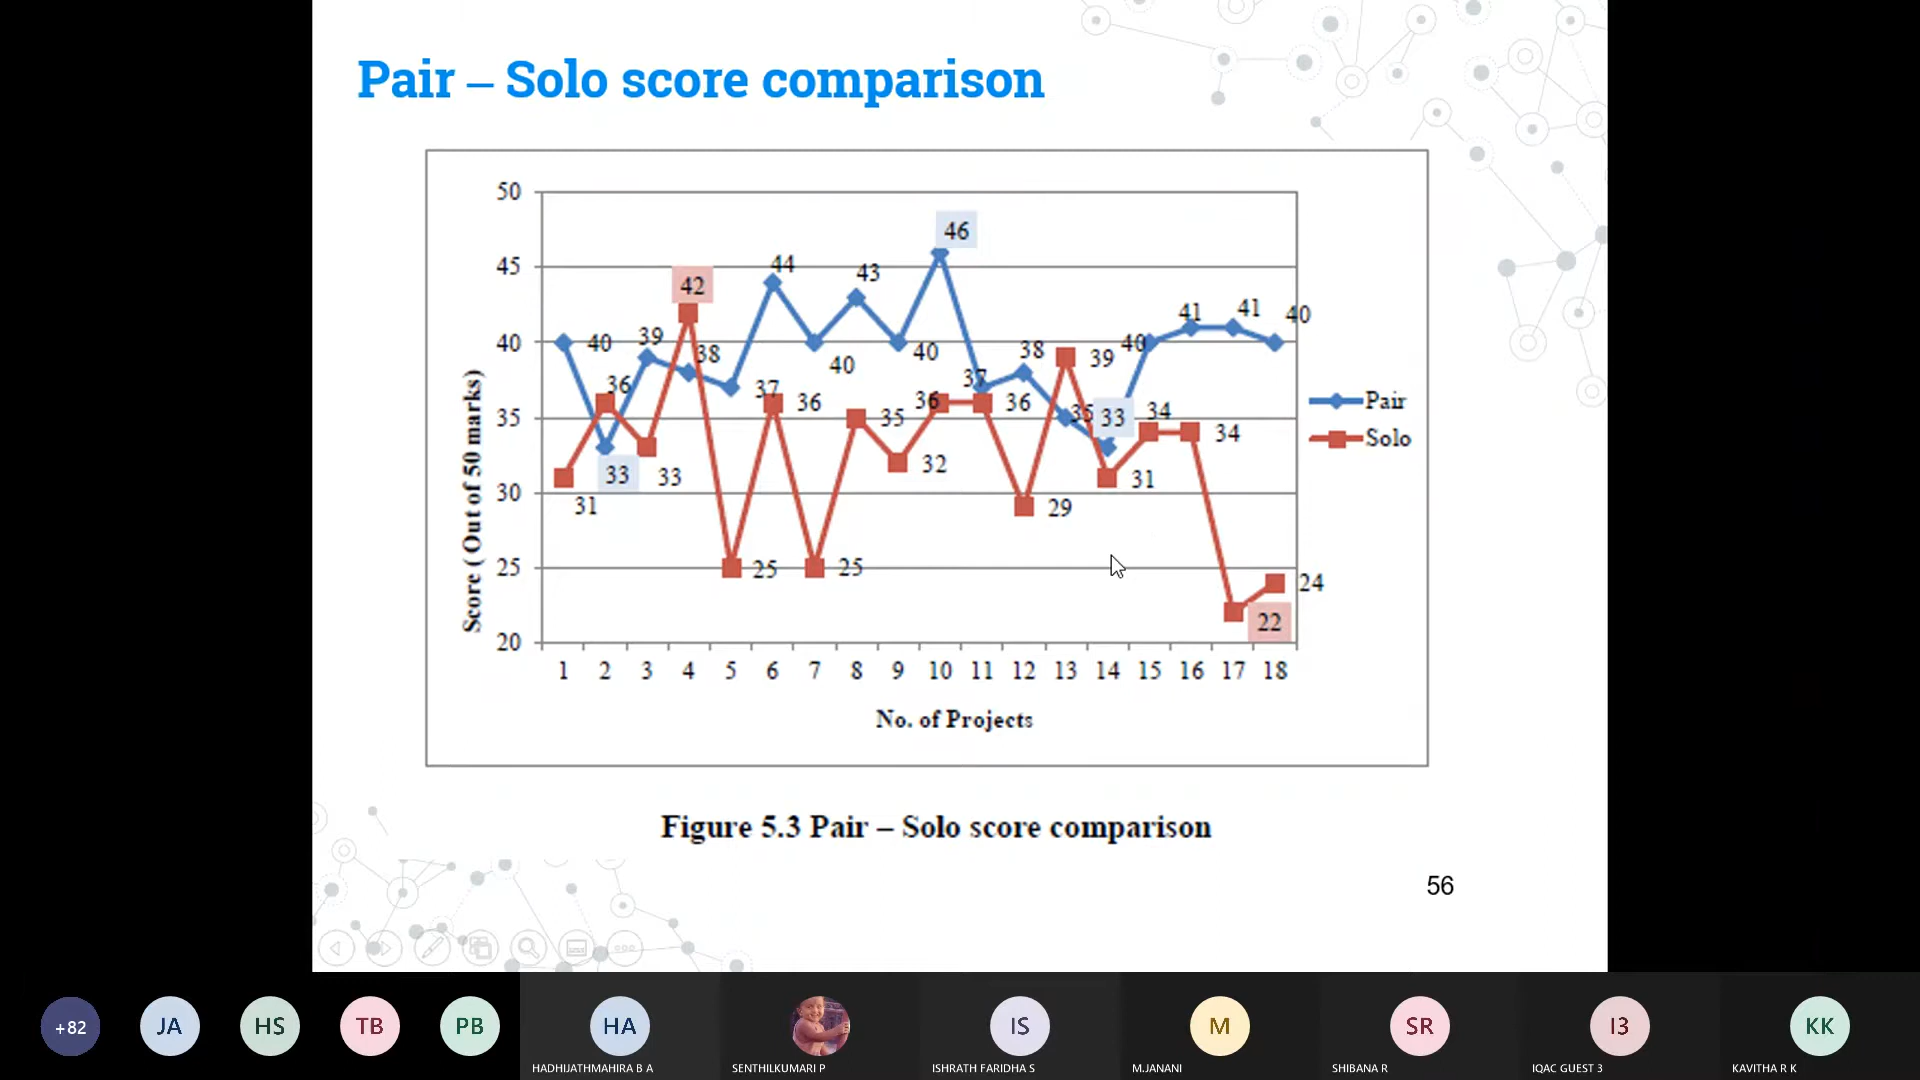 Pair – Solo score comparison
50
45
40
35
30
25
20
Score ( Out of 50 marks)
46
44
43
42
41
41
40
40
39
38
38
39
40
40
40
36
37
37
36
36
36
35
35
33
34
34
33
33
32
31
31
29
25
25
24
22
Pair
Solo
1 2 3 4 5 6 7 8 9 10 11 12 13 14 15 16 17 18
No. of Projects
Figure 5.3 Pair – Solo score comparison
56
+82
JA
HS
TB
PB
HA
IS
M
SR
I3
KK
HADHIJATHMAHIRA B A
SENTHILKUMARI P
ISHRATH FARIDHA S
M.JANANI
SHIBANA R
IQAC GUEST 3
KAVITHA R K